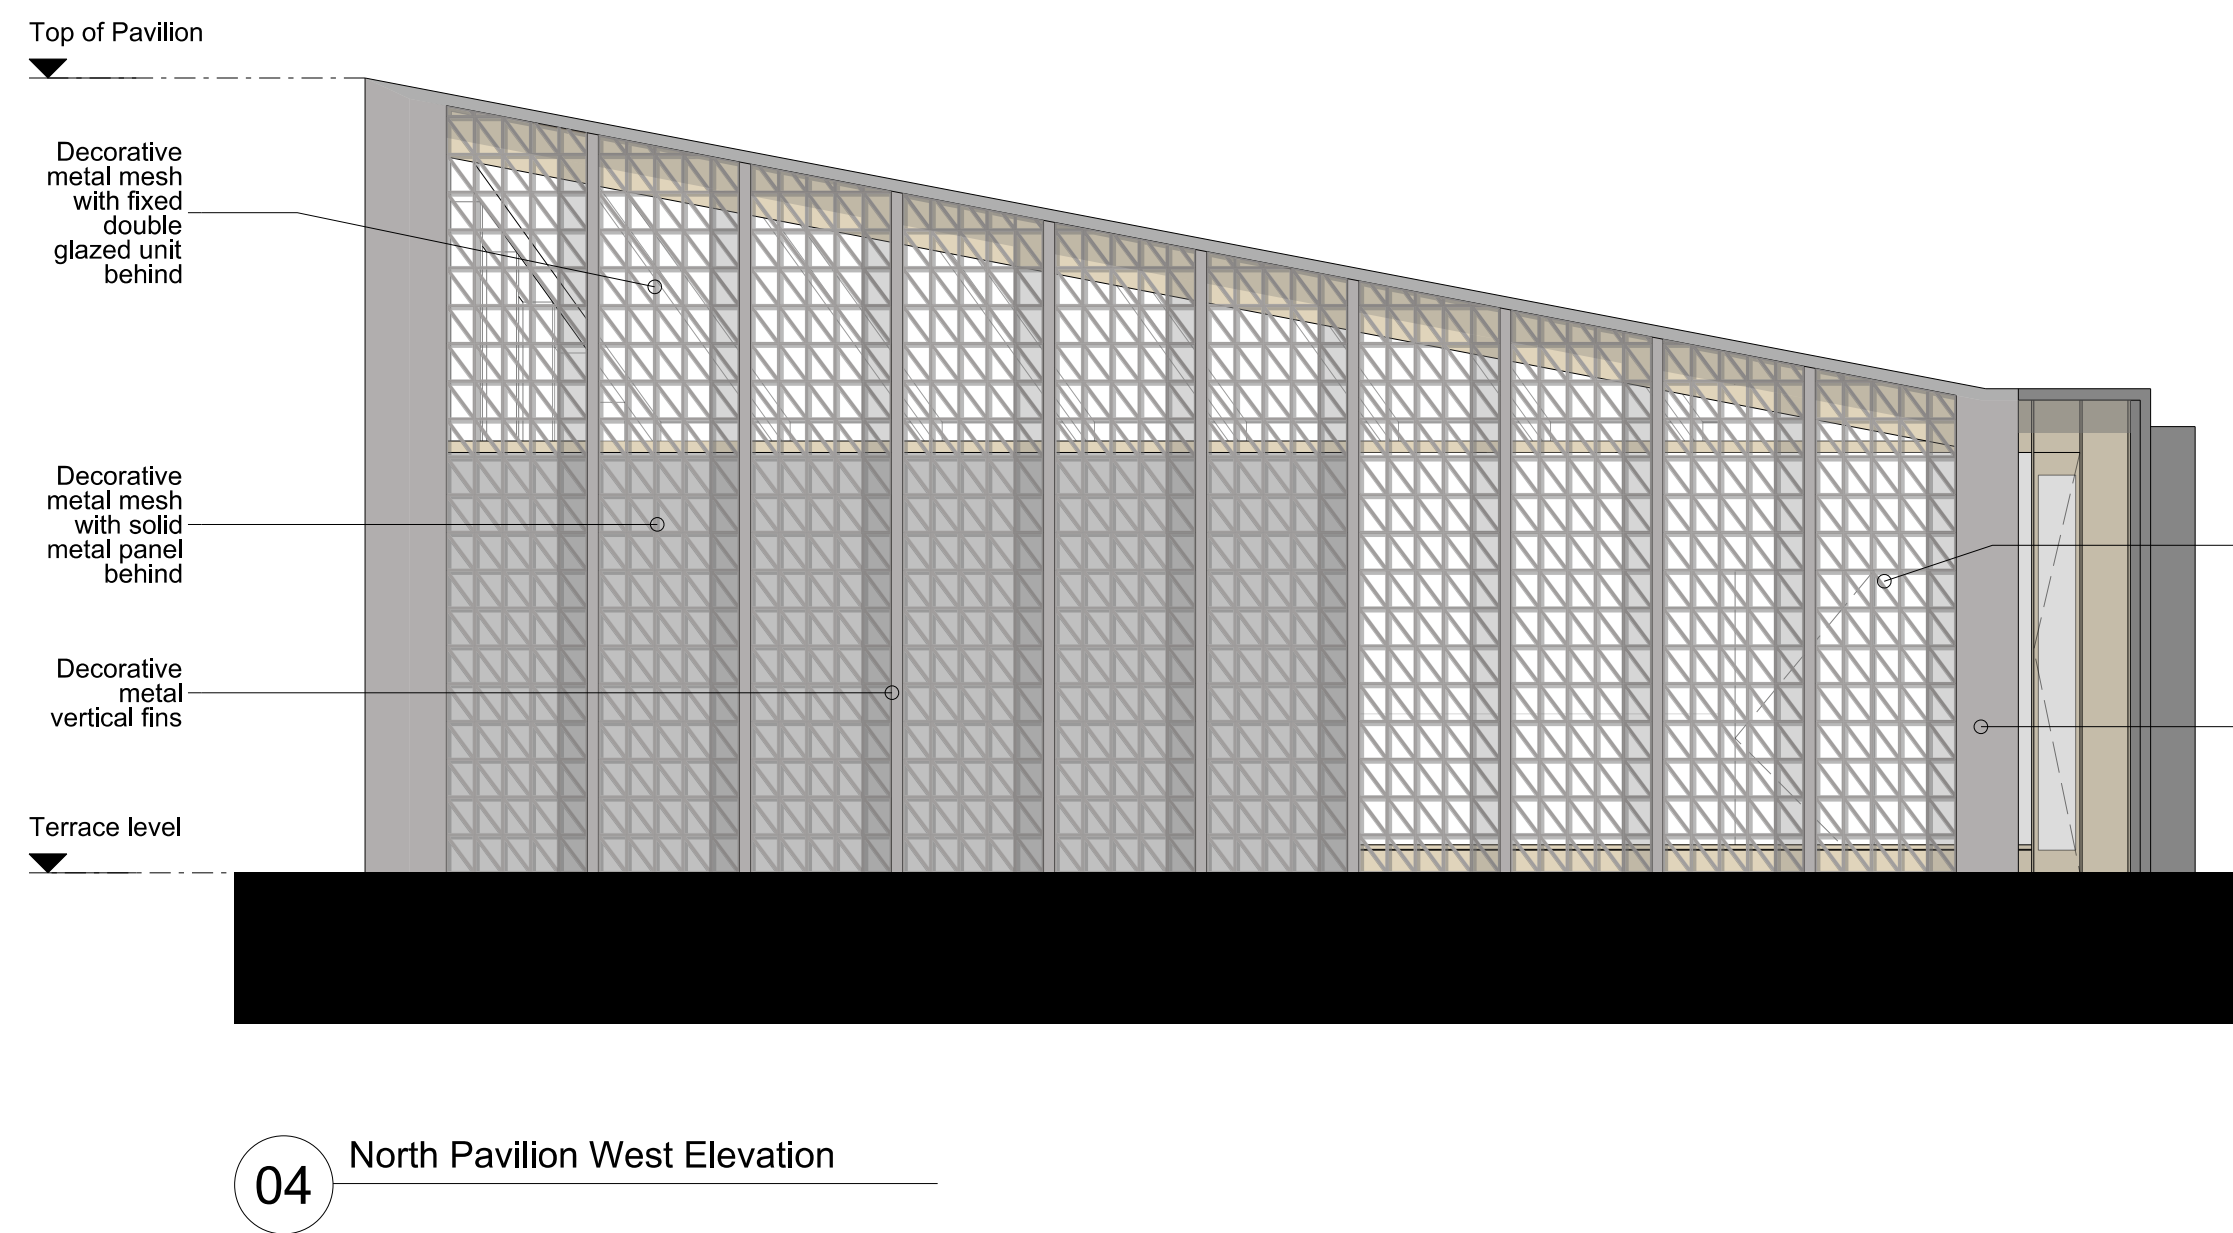 Top of Pavilion
Decorative
metal mesh
with fixed
double
glazed unit
behind
Decorative
metal mesh
with solid
metal panel
behind
Decorative
metal
vertical fins
Terrace level
04
North Pavilion West Elevation